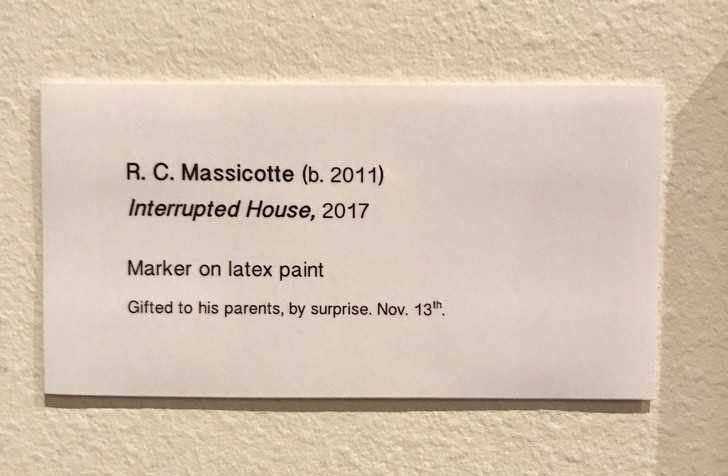 R. C. Massicotte (b. 2011)
Interrupted House, 2017
Marker on latex paint
Gifted to his parents, by surprise. Nov. 13th.